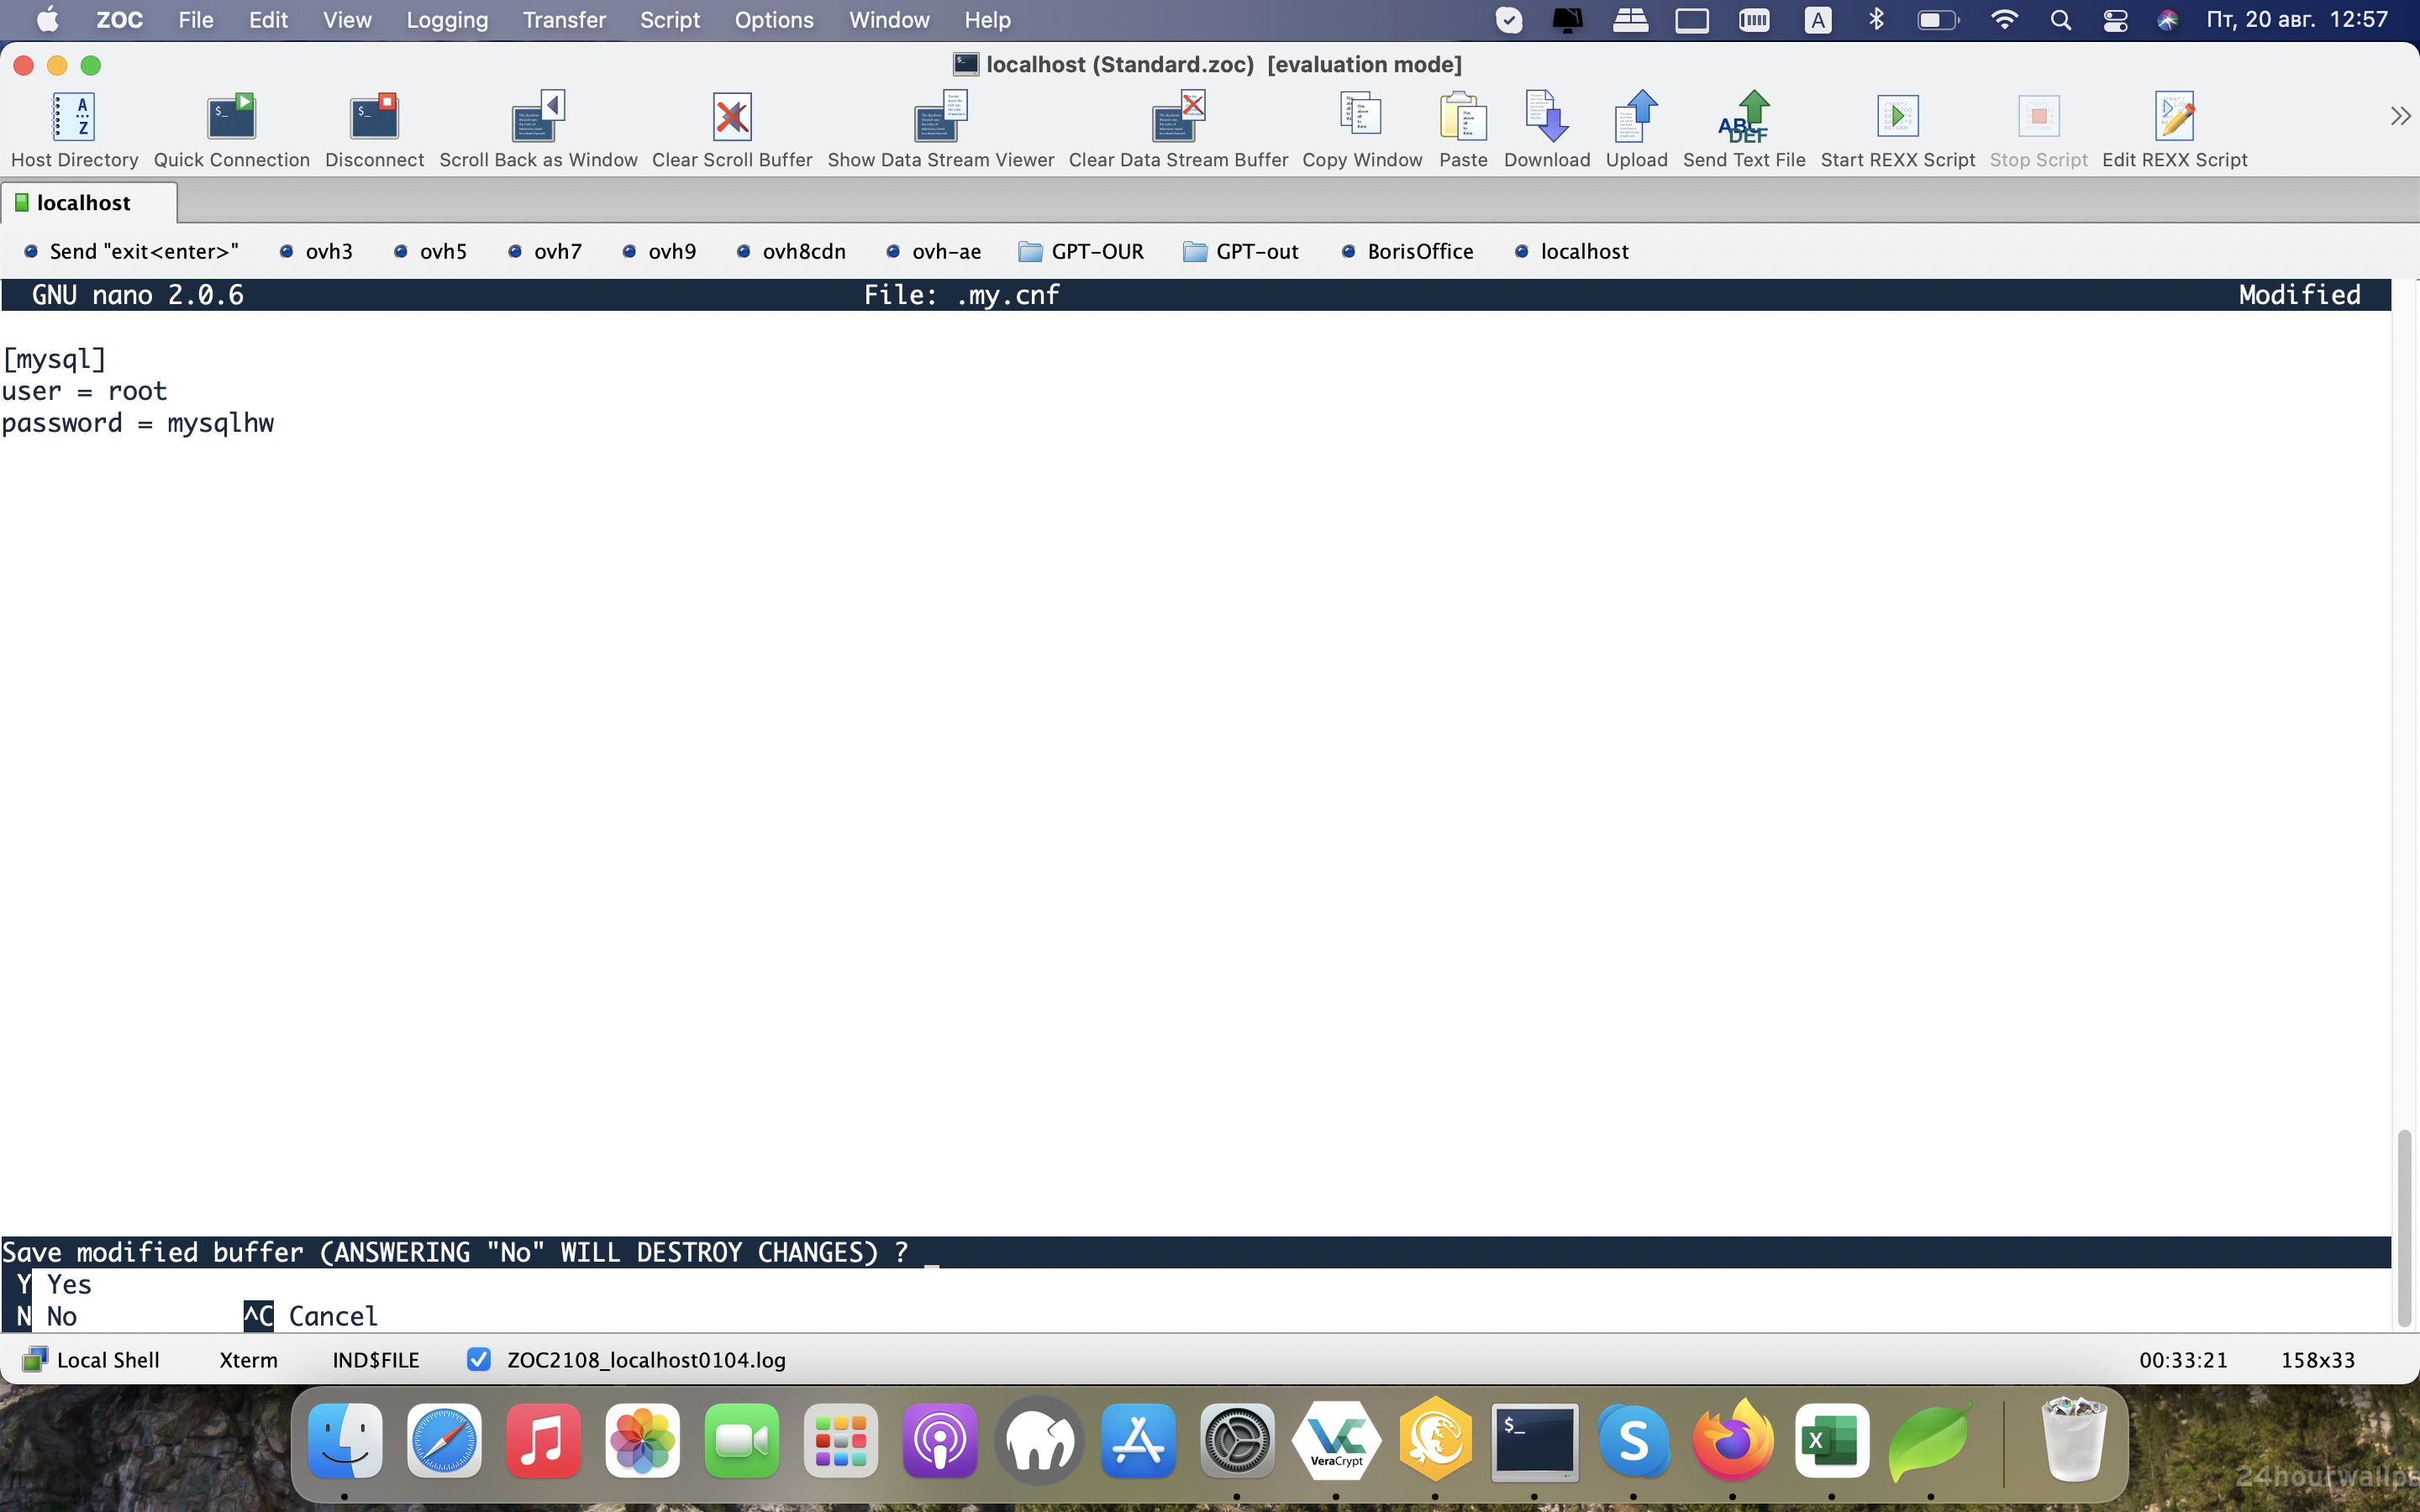 ZOC File Edit View Logging Transfer Script Options Window Help A Пт, 20 авг. 12:57
localhost (Standard.zoc) [evaluation mode]
Host Directory Quick Connection Disconnect Scroll Back as Window Clear Scroll Buffer Show Data Stream Viewer Clear Data Stream Buffer Copy Window Paste Download Upload Send Text File Start REXX Script Stop Script Edit REXX Script
localhost
Send "exit<enter>" ovh3 ovh5 ovh7 ovh9 ovh8cdn ovh-ae GPT-OUR GPT-out BorisOffice localhost
GNU nano 2.0.6 File: .my.cnf Modified
[mysql]
user = root
password = mysqlhw
Save modified buffer (ANSWERING "No" WILL DESTROY CHANGES) ?
Y Yes
N No ^C Cancel
Local Shell Xterm IND$FILE ZOC2108_localhost0104.log 00:33:21 158x33
VeraCrypt
24hourwallp